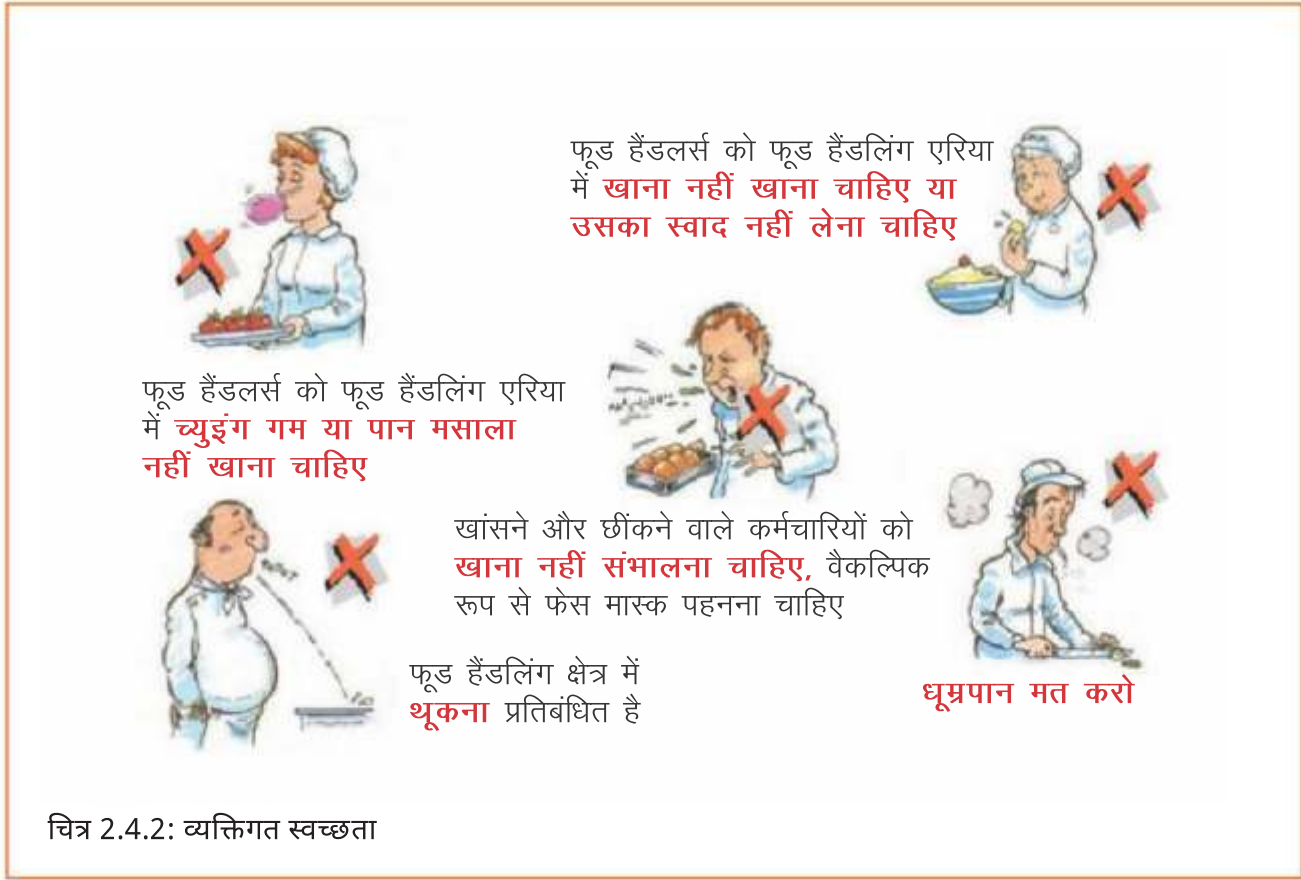 फूड हैंडलर्स को फूड हैंडलिंग एरिया
में खाना नहीं खाना चाहिए या
उसका स्वाद नहीं लेना चाहिए
फूड हैंडलर्स को फूड हैंडलिंग एरिया
में च्युइंग गम या पान मसाला
नहीं खाना चाहिए
खांसने और छींकने वाले कर्मचारियों को
खाना नहीं संभालना चाहिए, वैकल्पिक
रूप से फेस मास्क पहनना चाहिए
फूड हैंडलिंग क्षेत्र में
थूकना प्रतिबंधित है
धूम्रपान मत करो
चित्र 2.4.2: व्यक्तिगत स्वच्छता